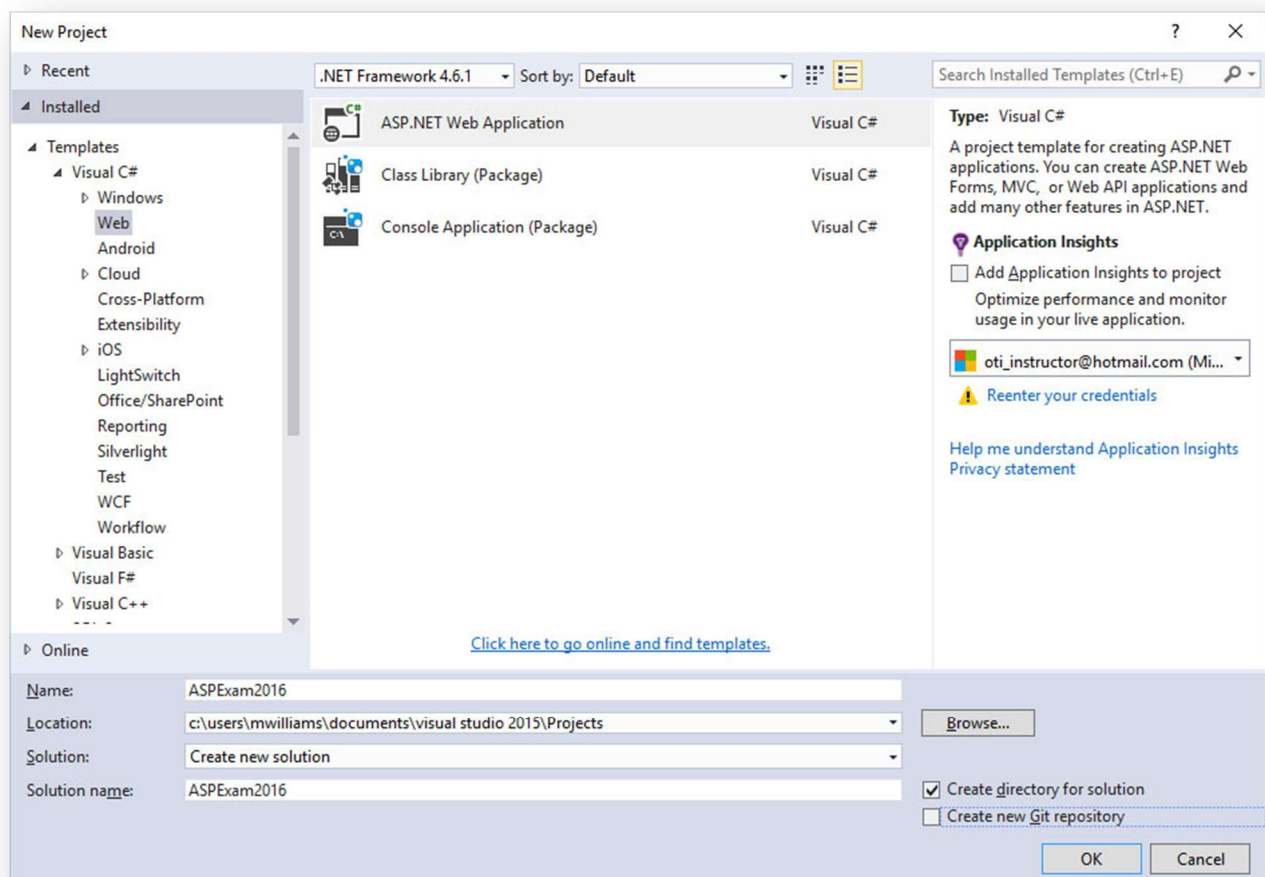 New Project
?
Recent
Installed
Templates
Visual C#
Windows
Web
Android
Cloud
Cross-Platform
Extensibility
iOS
LightSwitch
Office/SharePoint
Reporting
Silverlight
Test
WCF
Workflow
Visual Basic
Visual F#
Visual C++
Online
.NET Framework 4.6.1 Sort by: Default
C# ASP.NET Web Application Visual C#
Class Library (Package) Visual C#
C:\ Console Application (Package) Visual C#
Click here to go online and find templates.
Search Installed Templates (Ctrl+E)
Type: Visual C#
A project template for creating ASP.NET
applications. You can create ASP.NET Web
Forms, MVC, or Web API applications and
add many other features in ASP.NET.
Application Insights
Add Application Insights to project
Optimize performance and monitor
usage in your live application.
oti_instructor@hotmail.com (Mi...
Reenter your credentials
Help me understand Application Insights
Privacy statement
Name: ASPExam2016
Location: c:\users\mwilliams\documents\visual studio 2015\Projects Browse...
Solution: Create new solution
Solution name: ASPExam2016
Create directory for solution
Create new Git repository
OK Cancel